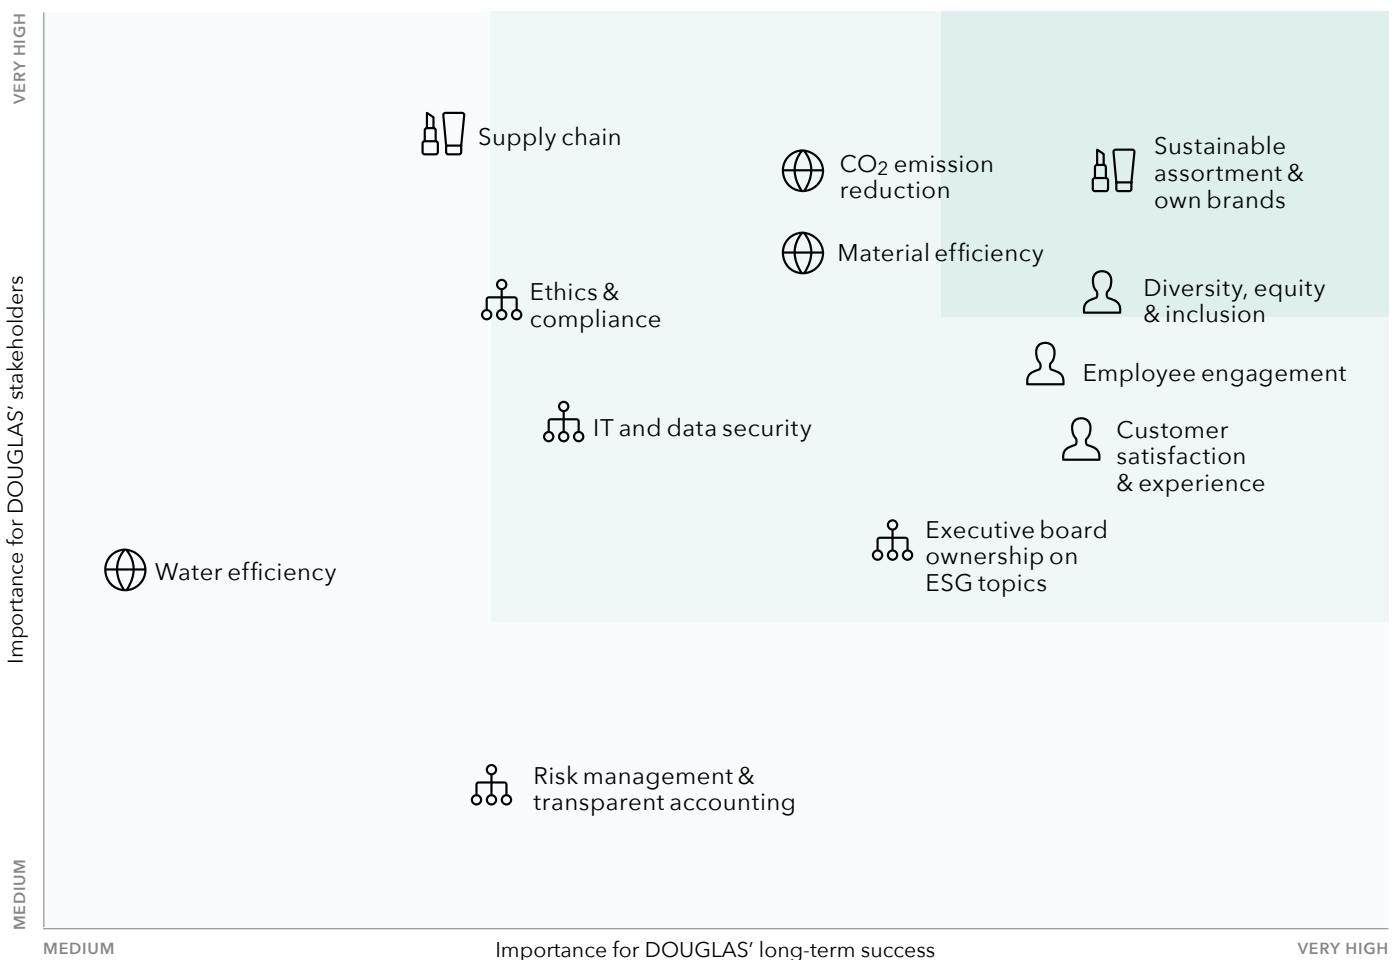 VERY HIGH
Importance for DOUGLAS’ stakeholders
MEDIUM
Supply chain
CO2 emission
reduction
Sustainable
assortment &
own brands
Material efficiency
Ethics &
compliance
Diversity, equity
& inclusion
Employee engagement
IT and data security
Customer
satisfaction
& experience
Executive board
ownership on
ESG topics
Water efficiency
Risk management &
transparent accounting
MEDIUM
Importance for DOUGLAS’ long-term success
VERY HIGH